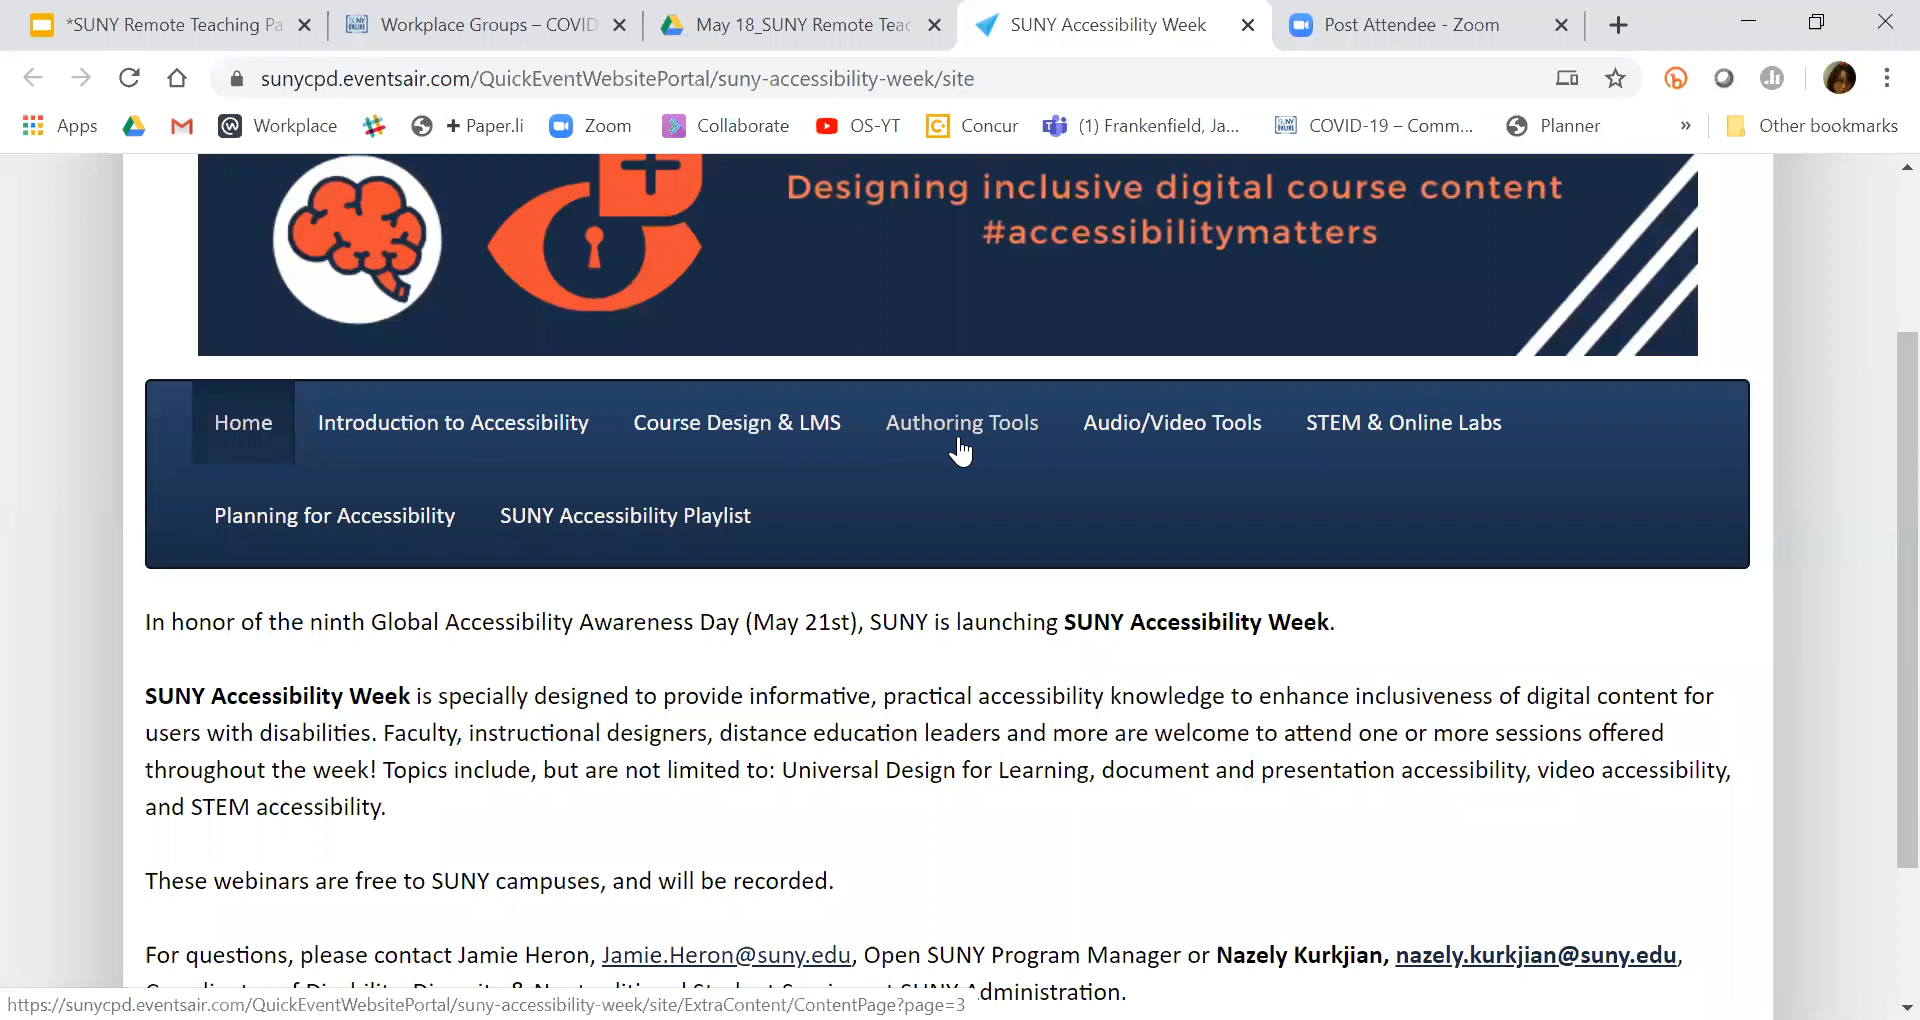 *SUNY Remote Teaching Pa
Workplace Groups – COVID
May 18_SUNY Remote Teac
SUNY Accessibility Week
Post Attendee - Zoom
sunycpd.eventsair.com/QuickEventWebsitePortal/suny-accessibility-week/site
Apps
Workplace
+ Paper.li
Zoom
Collaborate
OS-YT
Concur
(1) Frankenfield, Ja...
COVID-19 – Comm...
Planner
»
Other bookmarks
Designing inclusive digital course content
#accessibilitymatters
Home Introduction to Accessibility Course Design & LMS Authoring Tools Audio/Video Tools STEM & Online Labs
Planning for Accessibility SUNY Accessibility Playlist
In honor of the ninth Global Accessibility Awareness Day (May 21st), SUNY is launching SUNY Accessibility Week.
SUNY Accessibility Week is specially designed to provide informative, practical accessibility knowledge to enhance inclusiveness of digital content for
users with disabilities. Faculty, instructional designers, distance education leaders and more are welcome to attend one or more sessions offered
throughout the week! Topics include, but are not limited to: Universal Design for Learning, document and presentation accessibility, video accessibility,
and STEM accessibility.
These webinars are free to SUNY campuses, and will be recorded.
For questions, please contact Jamie Heron, Jamie.Heron@suny.edu, Open SUNY Program Manager or Nazely Kurkjian, nazely.kurkjian@suny.edu,
dministration.
https://sunycpd.eventsair.com/QuickEventWebsitePortal/suny-accessibility-week/site/ExtraContent/ContentPage?page=3